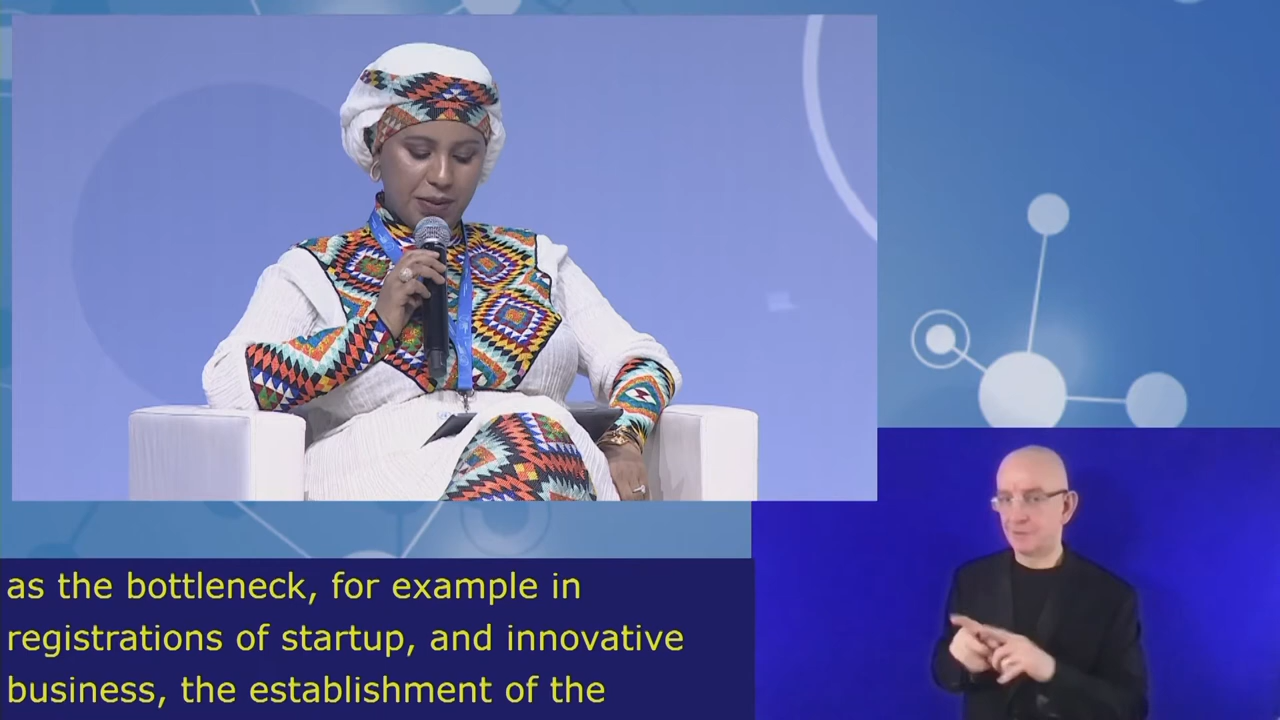 as the bottleneck, for example in
registrations of startup, and innovative
business, the establishment of the